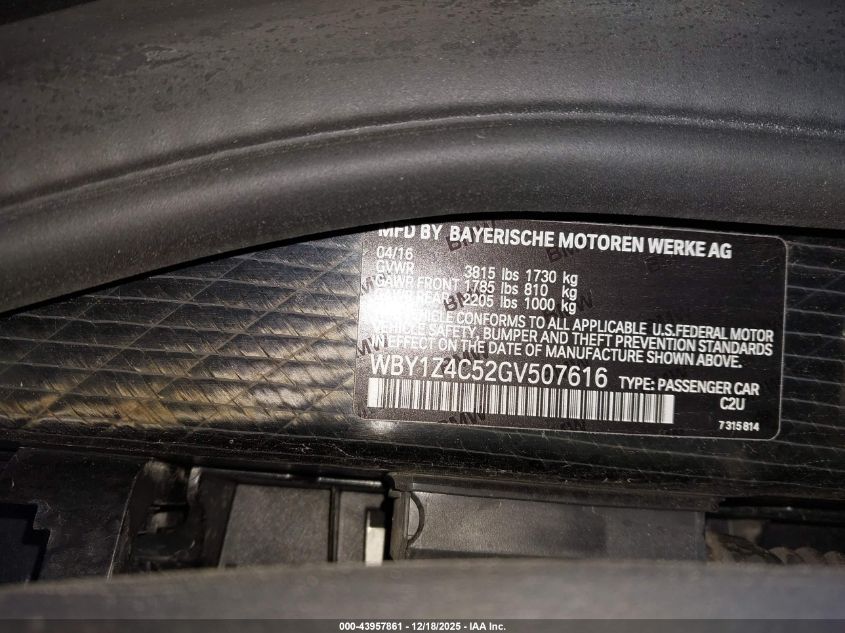 MFD BY BAYERISCHE MOTOREN WERKE AG
04/16
GVWR 3815 lbs 1730 kg
GAWR FRONT 1785 lbs 810 kg
GAWR REAR 2205 lbs 1000 kg
VEHICLE CONFORMS TO ALL APPLICABLE U.S.FEDERAL MOTOR
VEHICLE SAFETY, BUMPER AND THEFT PREVENTION STANDARDS
IN EFFECT ON THE DATE OF MANUFACTURE SHOWN ABOVE.
WBY1Z4C52GV507616 TYPE: PASSENGER CAR
C2U
7 315 814
000-43957861 | 12/18/2025 - IAA Inc.